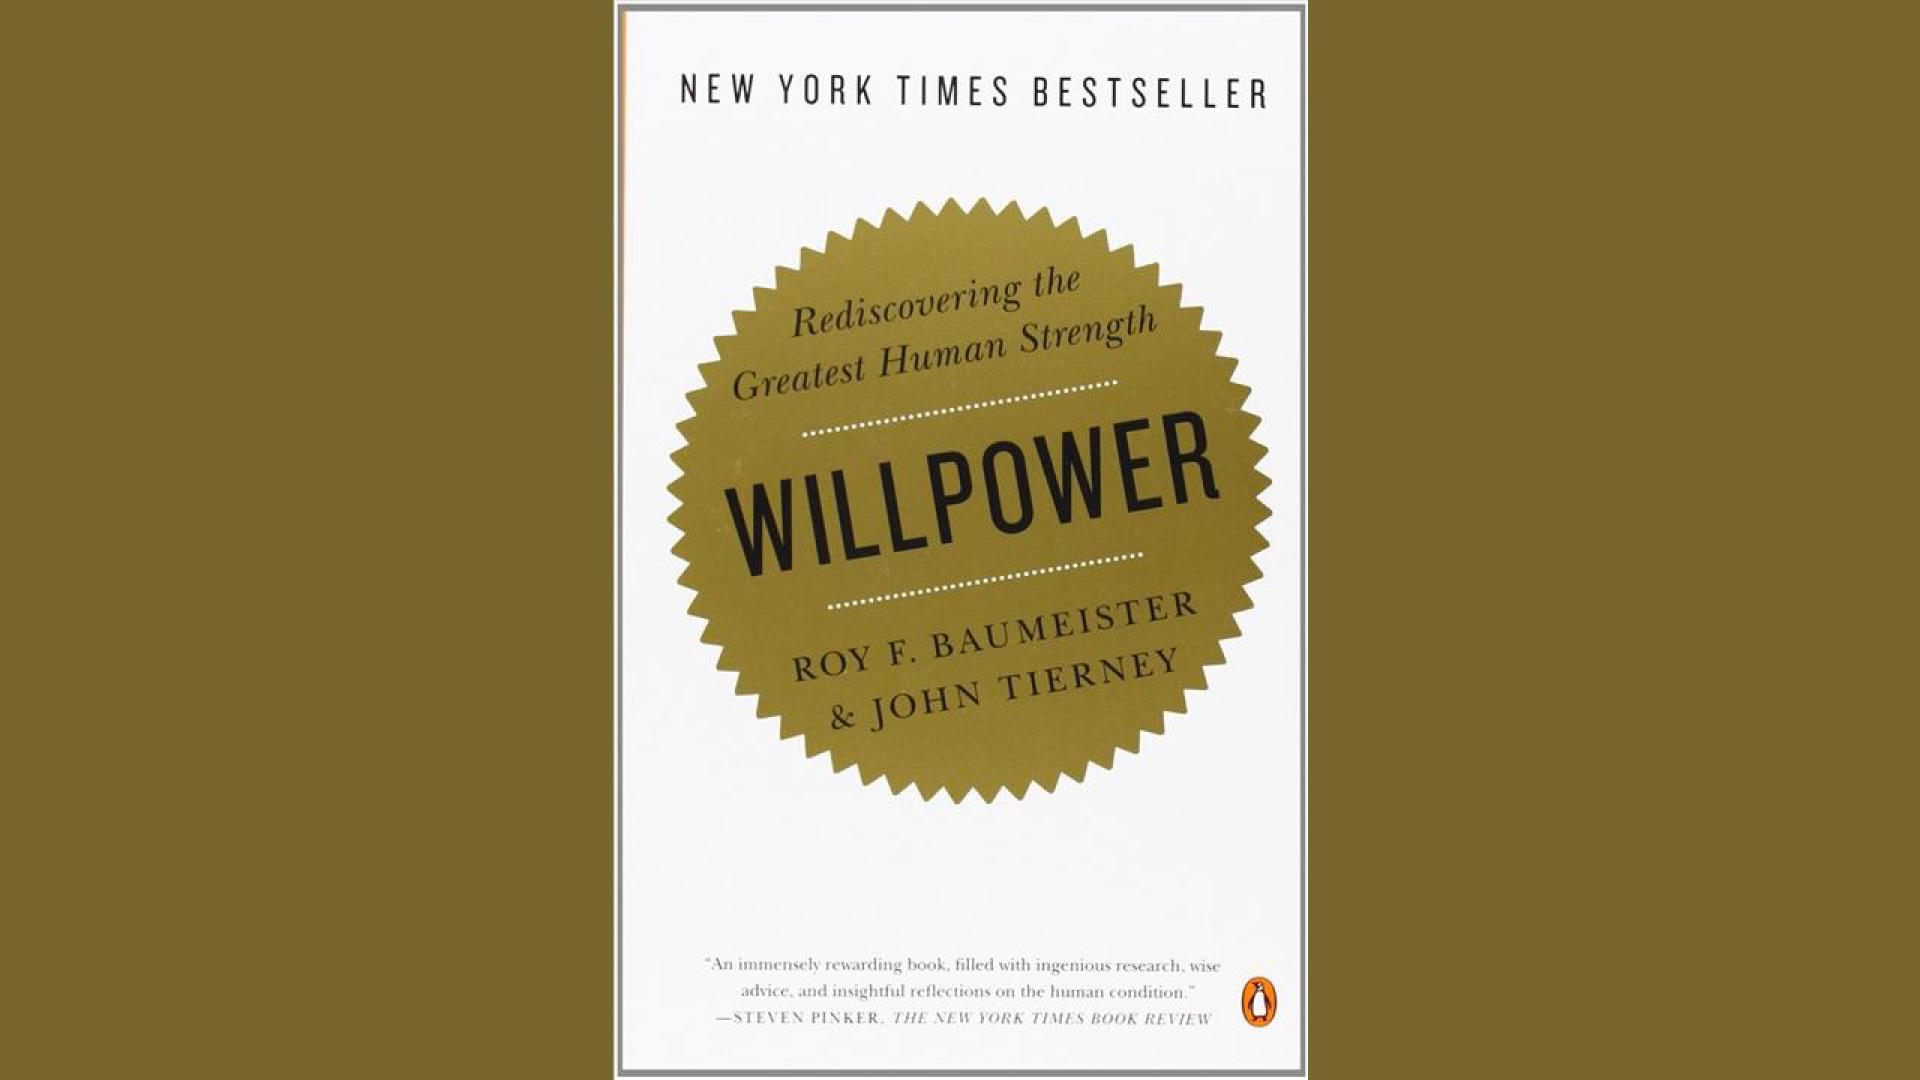 NEW YORK TIMES BESTSELLER
Rediscovering the
Greatest Human Strength
WILLPOWER
ROY F. BAUMEISTER
& JOHN TIERNEY
“An immensely rewarding book, filled with ingenious research, wise
advice, and insightful reflections on the human condition.”
—STEVEN PINKER, THE NEW YORK TIMES BOOK REVIEW